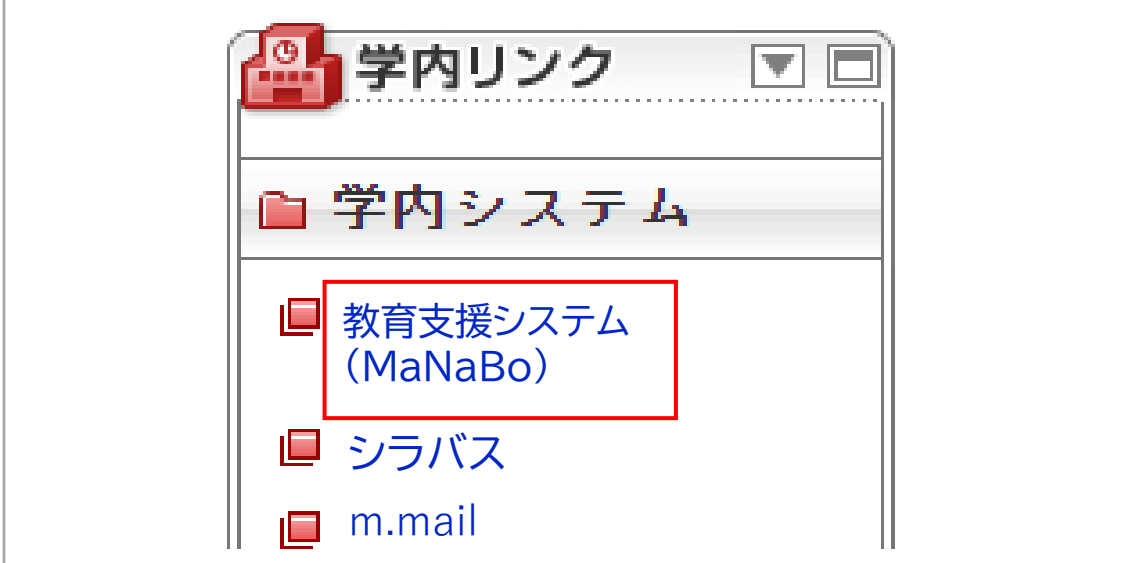 学内リンク
学内システム
教育支援システム
（MaNaBo）
シラバス
m.mail